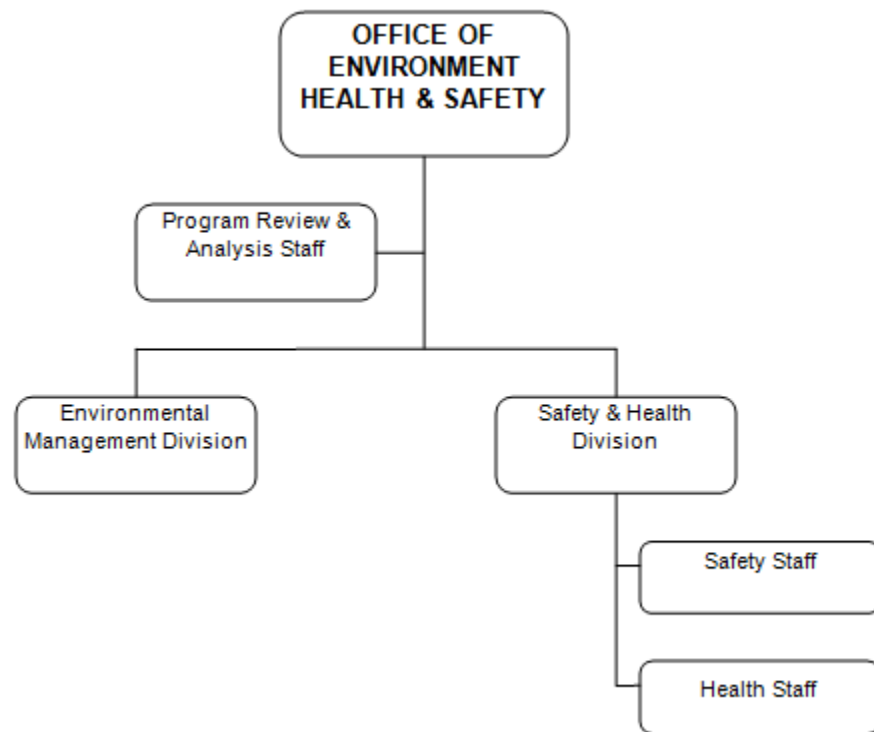 OFFICE OF
ENVIRONMENT
HEALTH & SAFETY
Program Review &
Analysis Staff
Environmental
Management Division
Safety & Health
Division
Safety Staff
Health Staff